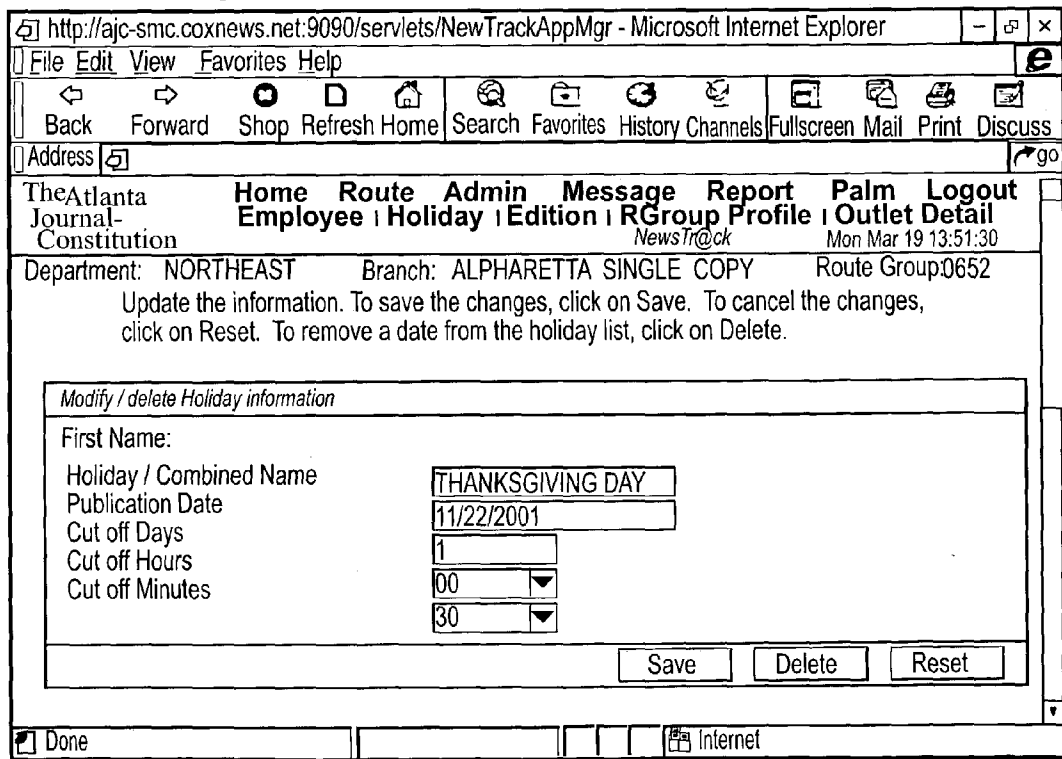 http://ajc-smc.coxnews.net:9090/servlets/NewTrackAppMgr - Microsoft Internet Explorer
File Edit View Favorites Help
Back Forward Shop Refresh Home Search Favorites History Channels Fullscreen Mail Print Discuss
Address go
The Atlanta Journal-Constitution
Home Route Admin Message Report Palm Logout
Employee | Holiday | Edition | RGroup Profile | Outlet Detail
NewsTr@ck Mon Mar 19 13:51:30
Department: NORTHEAST Branch: ALPHARETTA SINGLE COPY Route Group:0652
Update the information. To save the changes, click on Save. To cancel the changes,
click on Reset. To remove a date from the holiday list, click on Delete.
Modify / delete Holiday information
First Name:
Holiday / Combined Name THANKSGIVING DAY
Publication Date 11/22/2001
Cut off Days 1
Cut off Hours 00
Cut off Minutes 30
Save Delete Reset
Done Internet